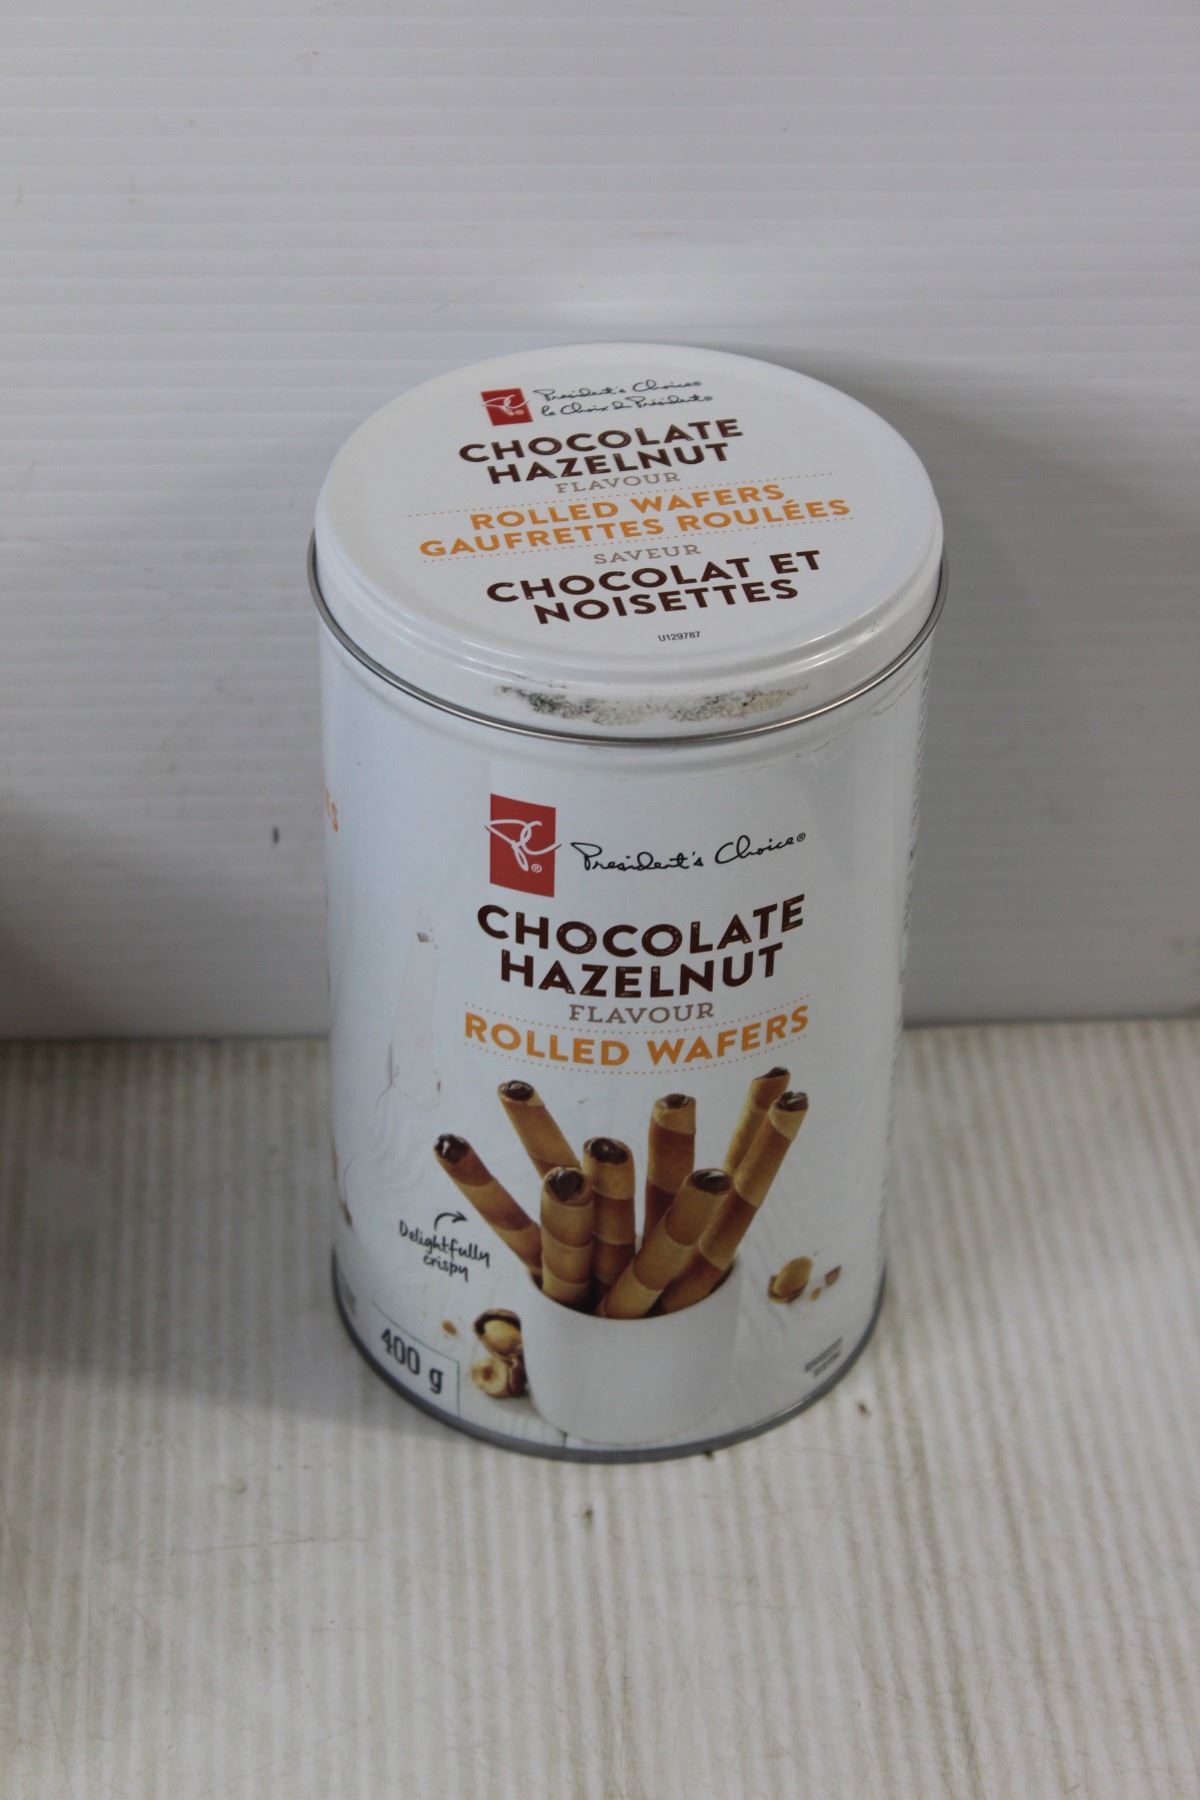 President's Choice®
le Choix du Président®
CHOCOLATE
HAZELNUT
FLAVOUR
ROLLED WAFERS
GAUFRETTES ROULÉES
SAVEUR
CHOCOLAT ET
NOISETTES
U129787
PC®
President's Choice®
CHOCOLATE
HAZELNUT
FLAVOUR
ROLLED WAFERS
Delightfully
crispy
400 g